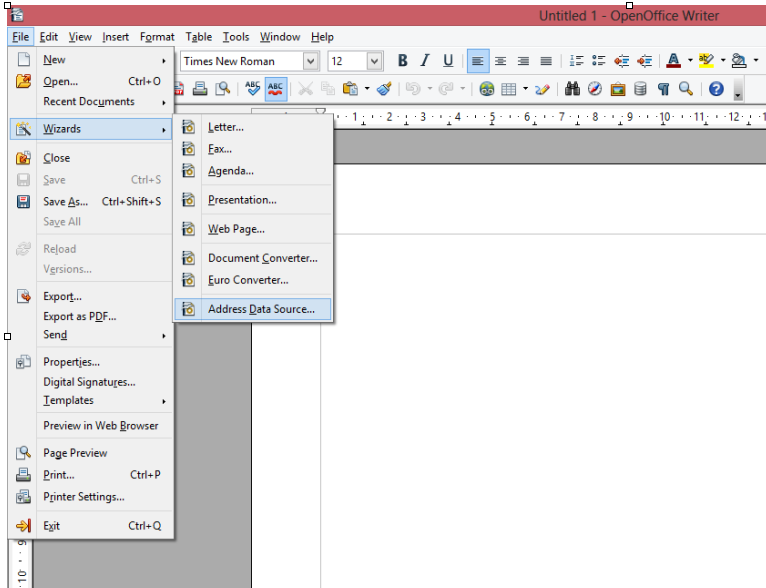 Untitled 1 - OpenOffice Writer
File Edit View Insert Format Table Tools Window Help
New
Times New Roman 12 B I U
Open... Ctrl+O
Recent Documents
ABC ABC
Wizards
1 2 3 4 5 6 7 8 9 10 11 12 1
Letter...
Fax...
Agenda...
Presentation...
Web Page...
Document Converter...
Euro Converter...
Address Data Source...
Close
Save Ctrl+S
Save As... Ctrl+Shift+S
Save All
Reload
Versions...
Export...
Export as PDF...
Send
Properties...
Digital Signatures...
Templates
Preview in Web Browser
Page Preview
Print... Ctrl+P
Printer Settings...
Exit Ctrl+Q
9
10